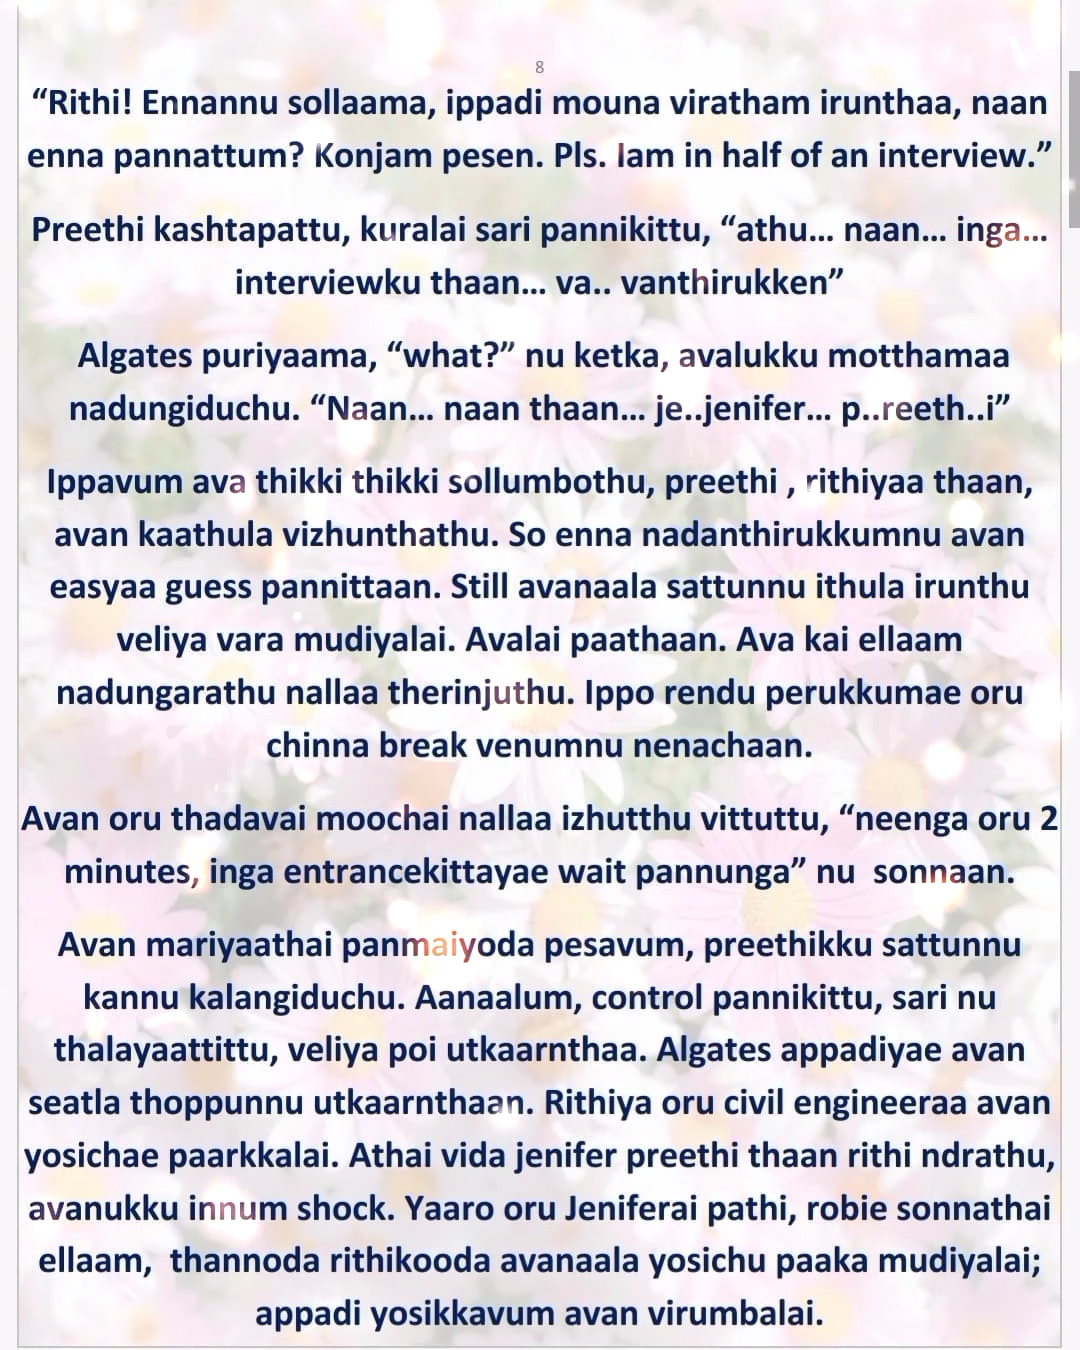 8
“Rithi! Ennannu sollaama, ippadi mouna viratham irunthaa, naan
enna pannattum? Konjam pesen. Pls. Iam in half of an interview.”
Preethi kashtapattu, kuralai sari pannikittu, “athu... naan... inga...
interviewku thaan... va.. vanthirukken”
Algates puriyaama, “what?” nu ketka, avalukku motthamaa
nadungiduchu. “Naan... naan thaan... je..jenifer... p..reeth..i”
Ippavum ava thikki thikki sollumbothu, preethi , rithiyaa thaan,
avan kaathula vizhunthathu. So enna nadanthirukkumnu avan
easyaa guess pannittaan. Still avanaala sattunnu ithula irunthu
veliya vara mudiyalai. Avalai paathaan. Ava kai ellaam
nadungarathu nallaa therinjuthu. Ippo rendu perukkumae oru
chinna break venumnu nenachaan.
Avan oru thadavai moochai nallaa izhutthu vittuttu, “neenga oru 2
minutes, inga entrancekittayae wait pannunga” nu  sonnaan.
Avan mariyaathai panmaiyoda pesavum, preethikku sattunnu
kannu kalangiduchu. Aanaalum, control pannikittu, sari nu
thalayaattittu, veliya poi utkaarnthaa. Algates appadiyae avan
seatla thoppunnu utkaarnthaan. Rithiya oru civil engineeraa avan
yosichae paarkkalai. Athai vida jenifer preethi thaan rithi ndrathu,
avanukku innum shock. Yaaro oru Jeniferai pathi, robie sonnathai
ellaam,  thannoda rithikooda avanaala yosichu paaka mudiyalai;
appadi yosikkavum avan virumbalai.